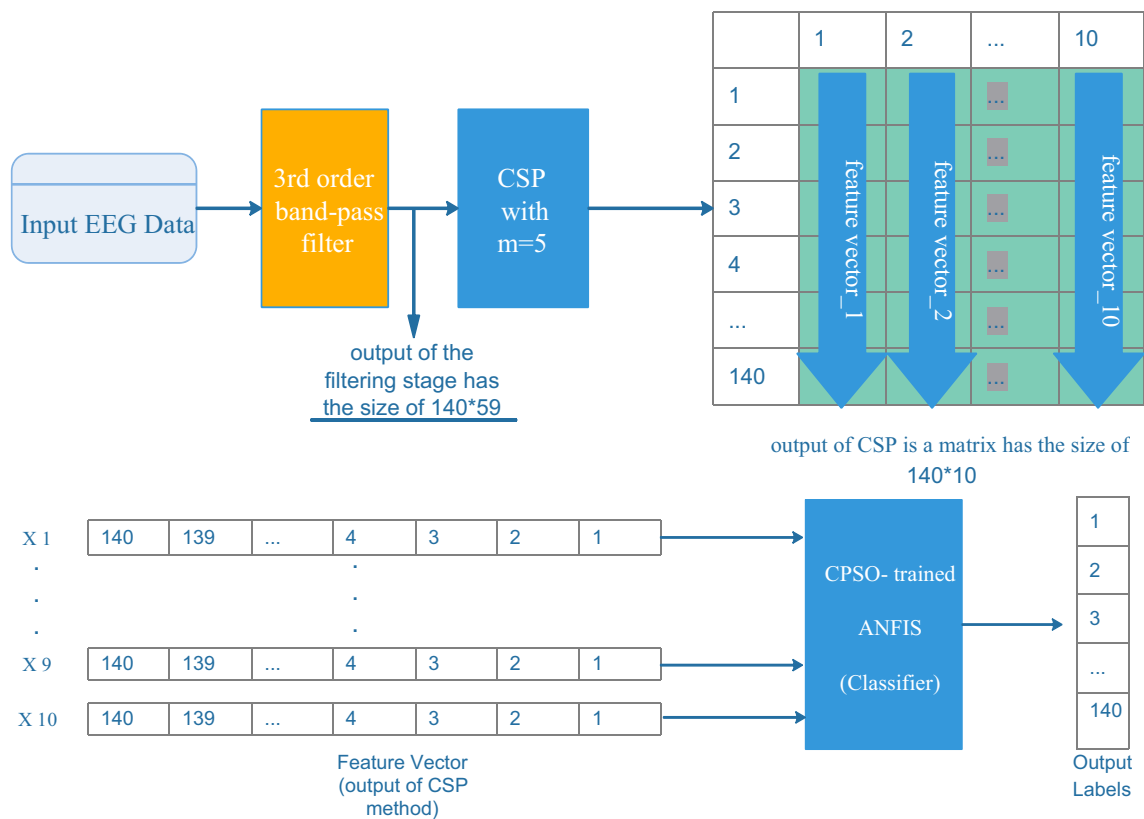 1 2 ... 10
1 ...
2 ...
3 ...
4 ...
... ...
140 ...
feature vector_1
feature vector_2
feature vector_10
Input EEG Data
3rd order
band-pass
filter
CSP
with
m=5
output of the
filtering stage has
the size of 140*59
output of CSP is a matrix has the size of
140*10
X 1 140 139 ... 4 3 2 1
. .
. .
. .
X 9 140 139 ... 4 3 2 1
X 10 140 139 ... 4 3 2 1
Feature Vector
(output of CSP
method)
CPSO- trained
ANFIS
(Classifier)
1
2
3
...
140
Output
Labels